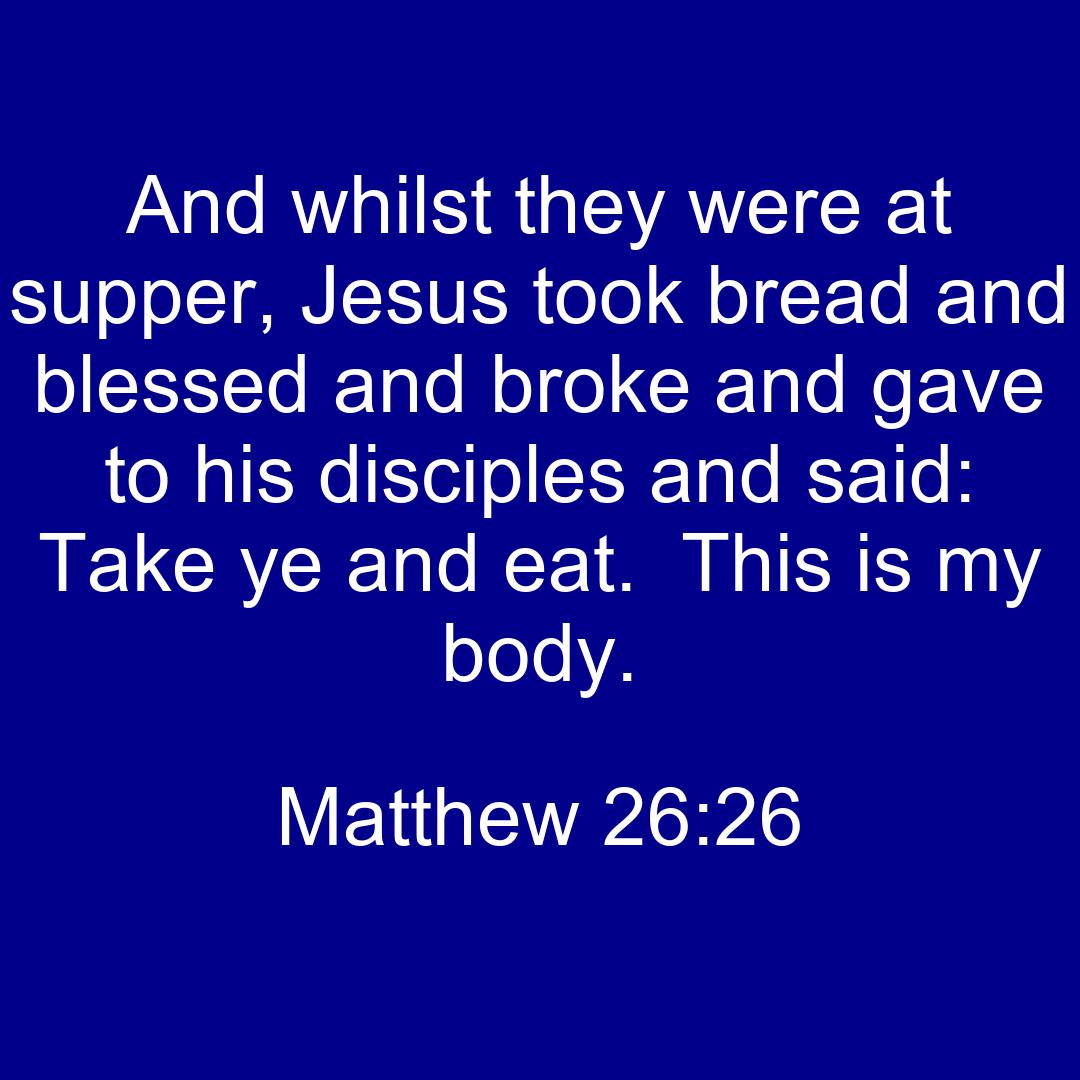 And whilst they were at
supper, Jesus took bread and
blessed and broke and gave
to his disciples and said:
Take ye and eat.  This is my
body.
Matthew 26:26